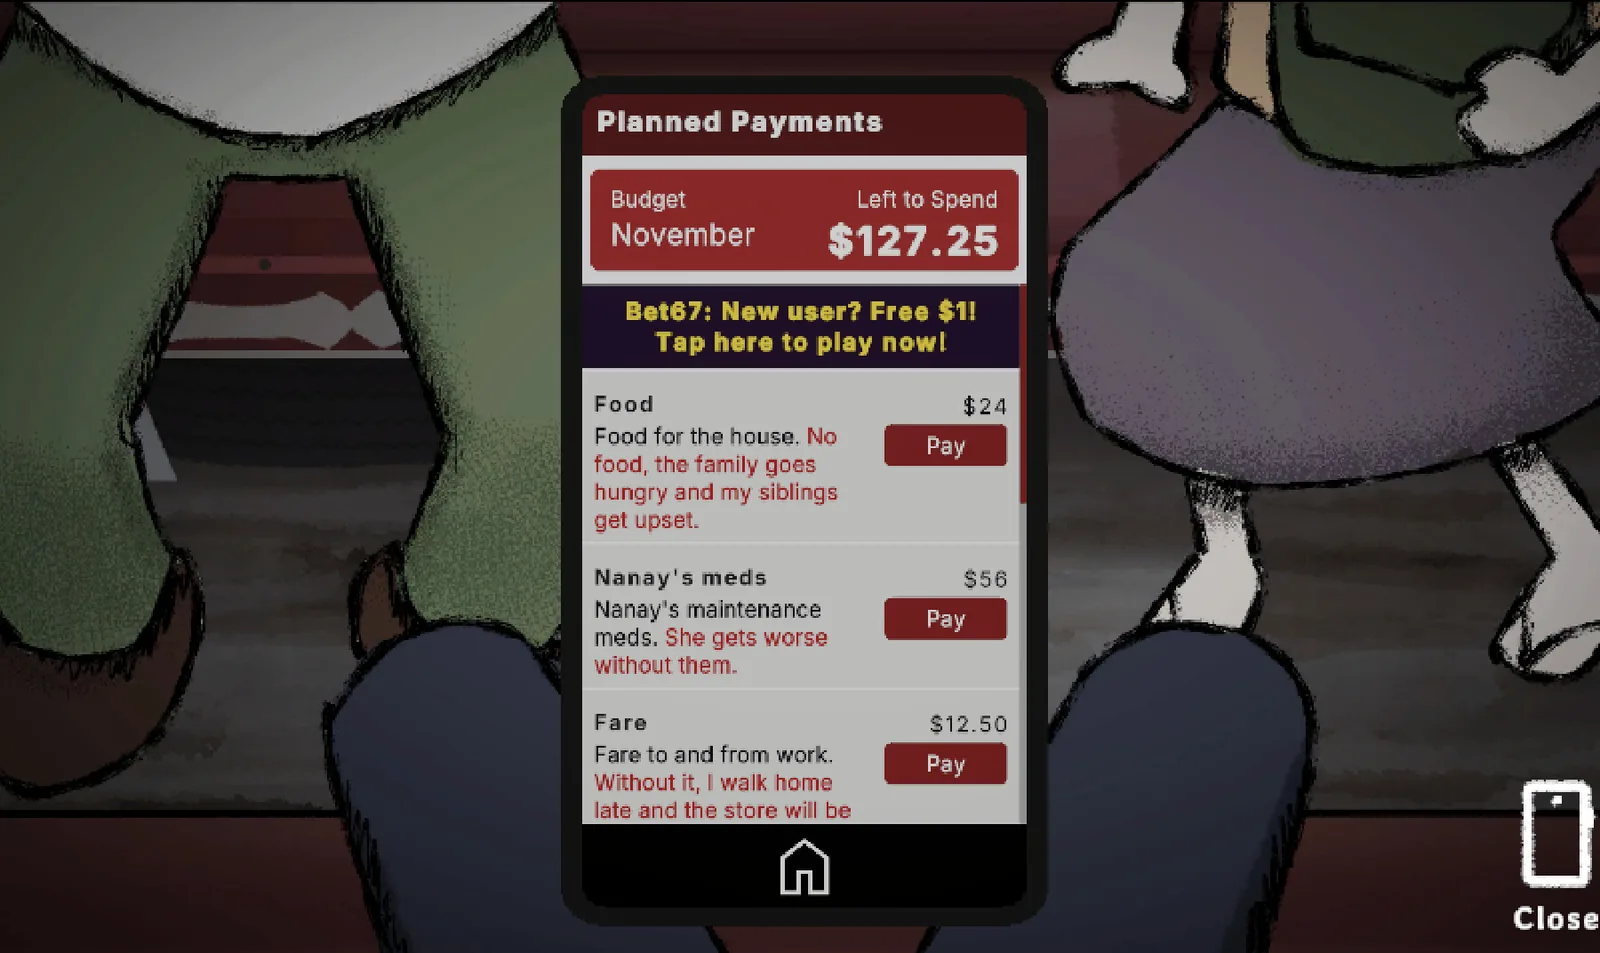 Planned Payments
Budget
Left to Spend
November
$127.25
Bet67: New user? Free $1!
Tap here to play now!
Food
$24
Food for the house. No
food, the family goes
hungry and my siblings
get upset.
Pay
Nanay's meds
$56
Nanay's maintenance
meds. She gets worse
without them.
Pay
Fare
$12.50
Fare to and from work.
Without it, I walk home
late and the store will be
Pay
Close